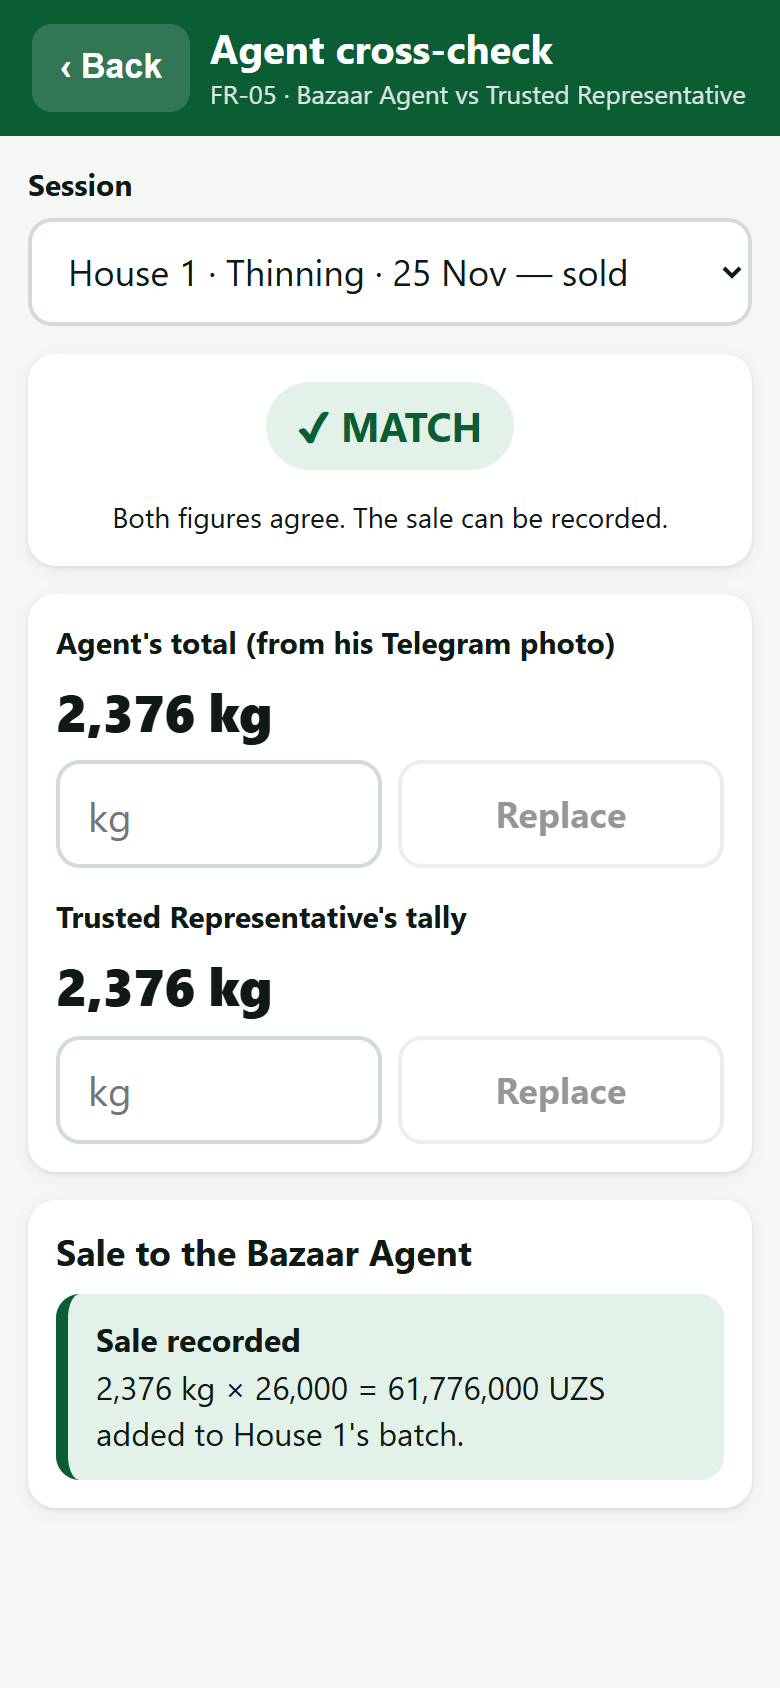 ‹ Back
Agent cross-check
FR-05 · Bazaar Agent vs Trusted Representative
Session
House 1 · Thinning · 25 Nov — sold
✓ MATCH
Both figures agree. The sale can be recorded.
Agent's total (from his Telegram photo)
2,376 kg
kg
Replace
Trusted Representative's tally
2,376 kg
kg
Replace
Sale to the Bazaar Agent
Sale recorded
2,376 kg × 26,000 = 61,776,000 UZS
added to House 1's batch.